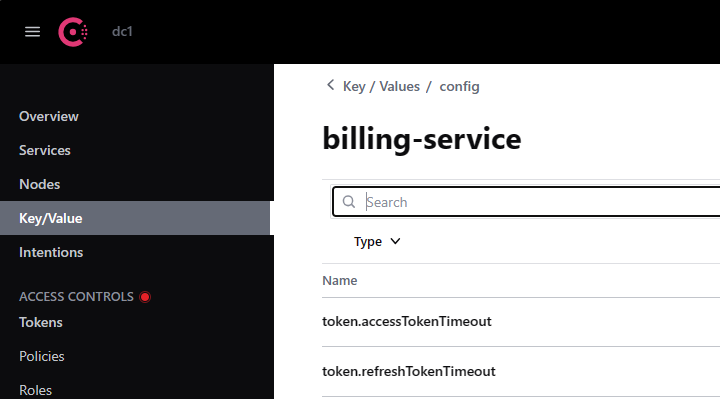 dc1
Overview
Services
Nodes
Key/Value
Intentions
ACCESS CONTROLS
Tokens
Policies
Roles
Key / Values / config
billing-service
Search
Type
Name
token.accessTokenTimeout
token.refreshTokenTimeout